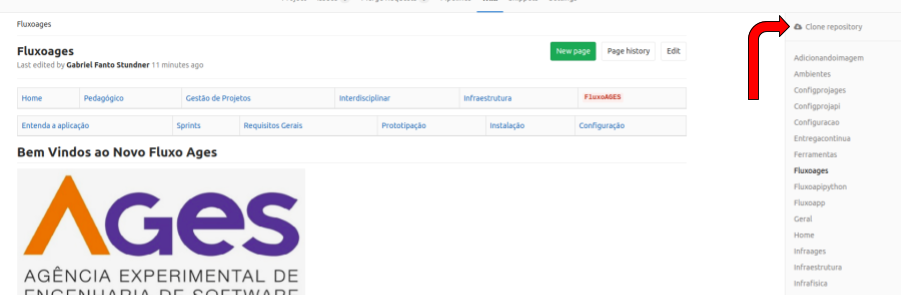 Fluxoages
Clone repository
Fluxoages
New page
Page history
Edit
Last edited by Gabriel Fanto Stundner 11 minutes ago
Home
Pedagógico
Gestão de Projetos
Interdisciplinar
Infraestrutura
FluxoAGES
Entenda a aplicação
Sprints
Requisitos Gerais
Prototipação
Instalação
Configuração
Bem Vindos ao Novo Fluxo Ages
AGES
AGÊNCIA EXPERIMENTAL DE
ENGENHARIA DE SOFTWARE
Adicionandoimagem
Ambientes
Configprojages
Configprojapi
Configuracao
Entregacontinua
Ferramentas
Fluxoages
Fluxoapipython
Fluxoapp
Geral
Home
Infraages
Infraestrutura
Infrafisica